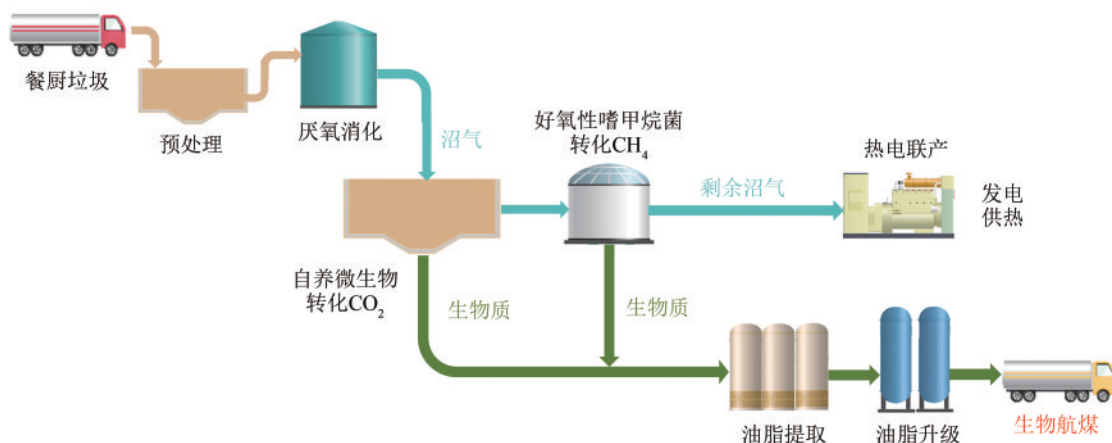 餐厨垃圾
预处理
厌氧消化
沼气
好氧性嗜甲烷菌
转化CH₄
剩余沼气
热电联产
发电
供热
自养微生物
转化CO₂
生物质
生物质
油脂提取
油脂升级
生物航煤